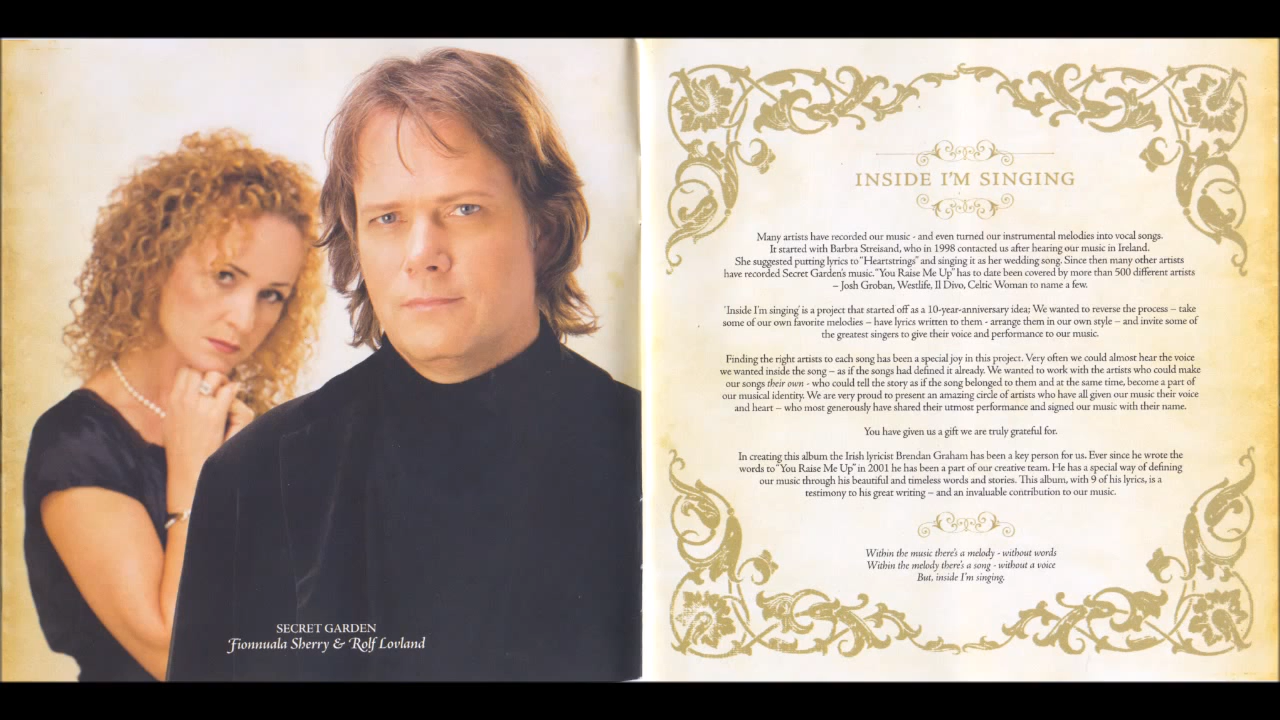 SECRET GARDEN
Fionnuala Sherry & Rolf Lovland
INSIDE I'M SINGING
Many artists have recorded our music - and even turned our instrumental melodies into vocal songs.
It started with Barbra Streisand, who in 1998 contacted us after hearing our music in Ireland.
She suggested putting lyrics to "Heartstrings" and singing it as her wedding song. Since then many other artists
have recorded Secret Garden's music. "You Raise Me Up" has to date been covered by more than 500 different artists
– Josh Groban, Westlife, Il Divo, Celtic Woman to name a few.
'Inside I'm singing' is a project that started off as a 10-year-anniversary idea; We wanted to reverse the process – take
some of our own favorite melodies – have lyrics written to them - arrange them in our own style – and invite some of
the greatest singers to give their voice and performance to our music.
Finding the right artists to each song has been a special joy in this project. Very often we could almost hear the voice
we wanted inside the song – as if the songs had defined it already. We wanted to work with the artists who could make
our songs their own - who could tell the story as if the song belonged to them and at the same time, become a part of
our musical identity. We are very proud to present an amazing circle of artists who have all given our music their voice
and heart – who most generously have shared their utmost performance and signed our music with their name.
You have given us a gift we are truly grateful for.
In creating this album the Irish lyricist Brendan Graham has been a key person for us. Ever since he wrote the
words to "You Raise Me Up" in 2001 he has been a part of our creative team. He has a special way of defining
our music through his beautiful and timeless words and stories. This album, with 9 of his lyrics, is a
testimony to his great writing – and an invaluable contribution to our music.
Within the music there's a melody - without words
Within the melody there's a song - without a voice
But, inside I'm singing.